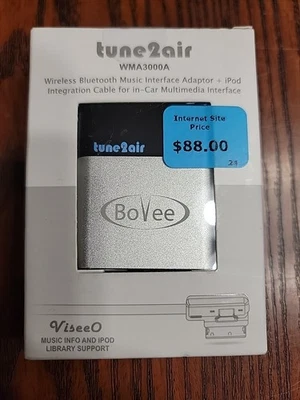 tune2air
WMA3000A
Wireless Bluetooth Music Interface Adaptor + iPod
Integration Cable for in-Car Multimedia Interface
Internet Site
Price
$88.00
tune2air
BoVee
ViseeO
MUSIC INFO AND IPOD
LIBRARY SUPPORT